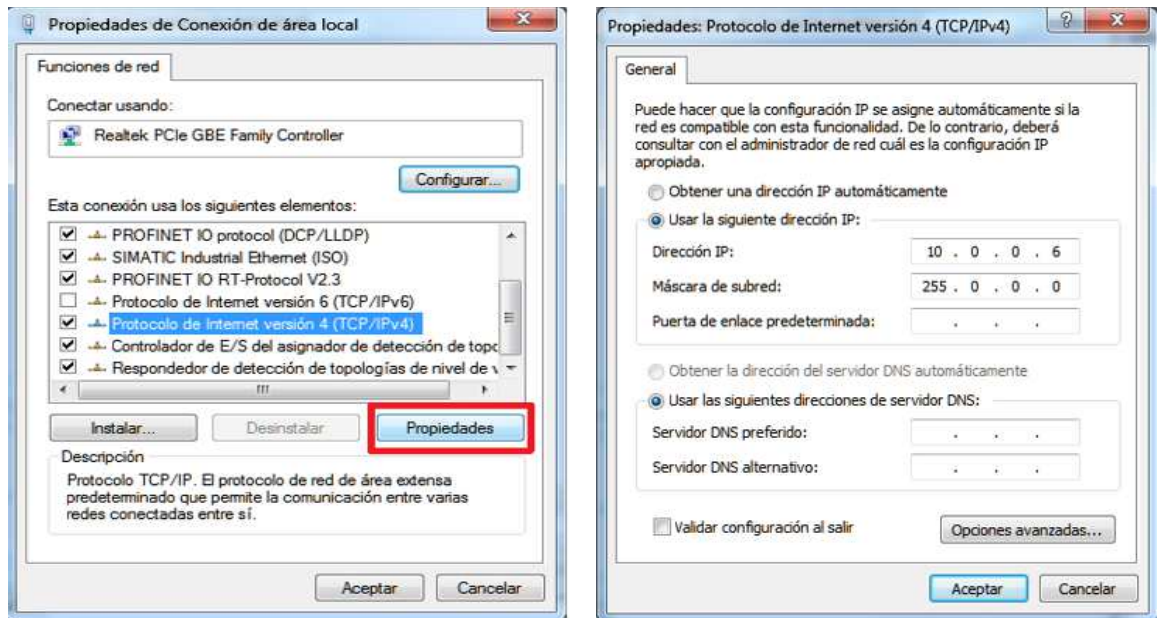 Propiedades de Conexión de área local
Funciones de red
Conectar usando:
Realtek PCIe GBE Family Controller
Configurar...
Esta conexión usa los siguientes elementos:
PROFINET IO protocol (DCP/LLDP)
SIMATIC Industrial Ethernet (ISO)
PROFINET IO RT-Protocol V2.3
Protocolo de Internet versión 6 (TCP/IPv6)
Protocolo de Internet versión 4 (TCP/IPv4)
Controlador de E/S del asignador de detección de topo
Respondedor de detección de topologías de nivel de v
Instalar...
Desinstalar
Propiedades
Descripción
Protocolo TCP/IP. El protocolo de red de área extensa
predeterminado que permite la comunicación entre varias
redes conectadas entre sí.
Aceptar
Cancelar
Propiedades: Protocolo de Internet versión 4 (TCP/IPv4)
General
Puede hacer que la configuración IP se asigne automáticamente si la
red es compatible con esta funcionalidad. De lo contrario, deberá
consultar con el administrador de red cuál es la configuración IP
apropiada.
Obtener una dirección IP automáticamente
Usar la siguiente dirección IP:
Dirección IP: 10 . 0 . 0 . 6
Máscara de subred: 255 . 0 . 0 . 0
Puerta de enlace predeterminada: . . .
Obtener la dirección del servidor DNS automáticamente
Usar las siguientes direcciones de servidor DNS:
Servidor DNS preferido: . . .
Servidor DNS alternativo: . . .
Validar configuración al salir
Opciones avanzadas...
Aceptar
Cancelar